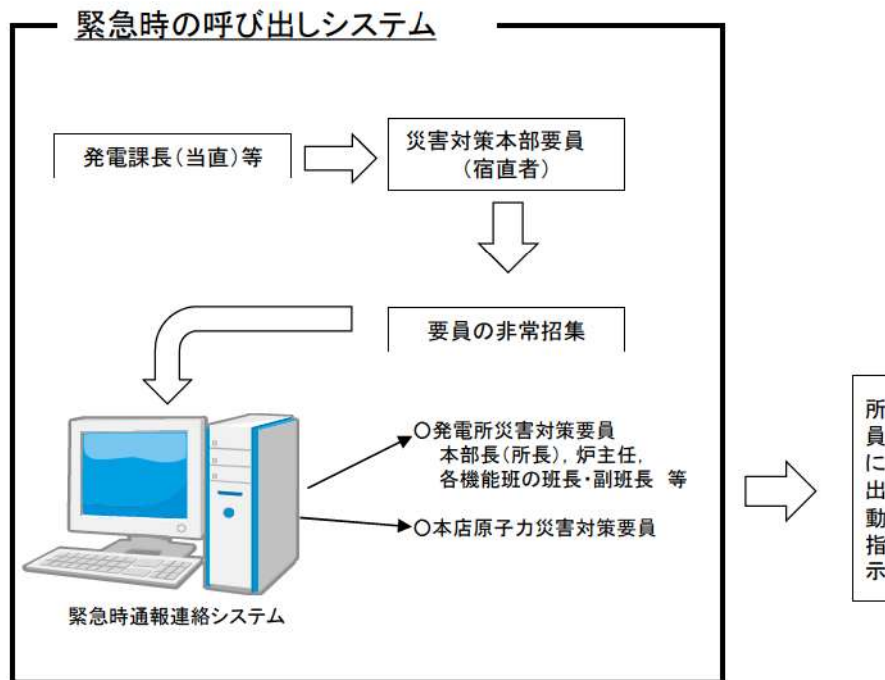 緊急時の呼び出しシステム
発電課長（当直）等
災害対策本部要員
（宿直者）
要員の非常招集
○発電所災害対策要員
本部長（所長），炉主任，
各機能班の班長・副班長 等
○本店原子力災害対策要員
緊急時通報連絡システム
所
員
に
出
動
指
示